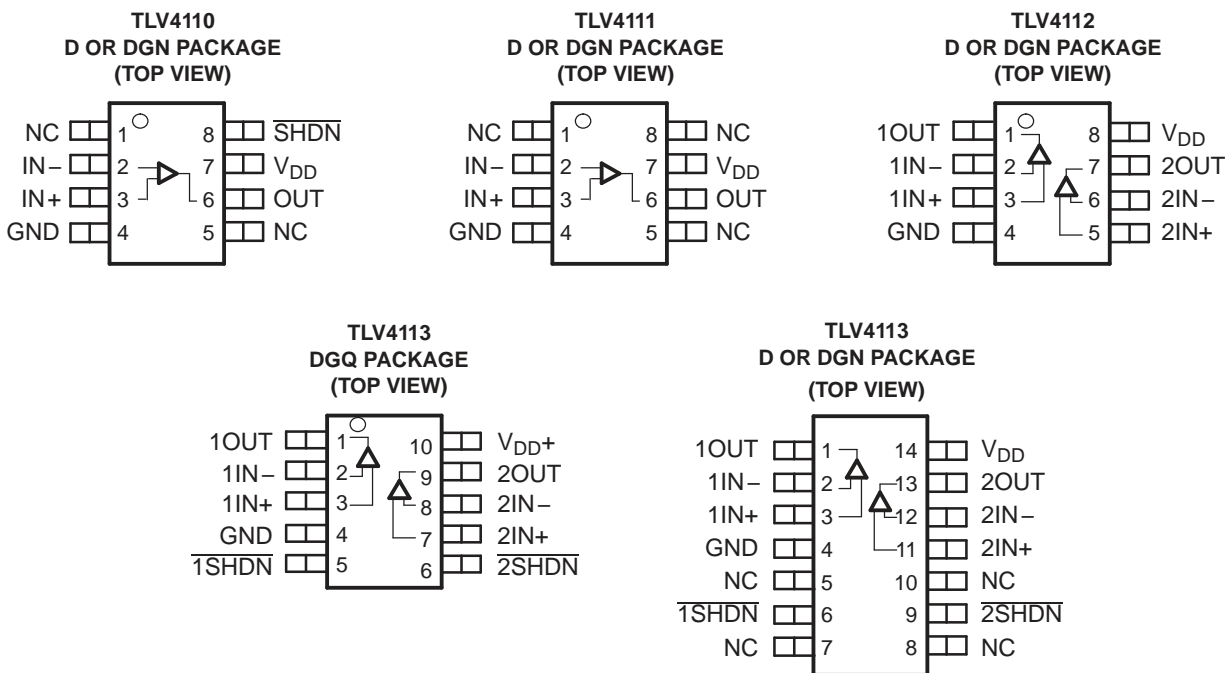 TLV4110
D OR DGN PACKAGE
(TOP VIEW)
NC 1 8 SHDN
IN− 2 7 VDD
IN+ 3 6 OUT
GND 4 5 NC
TLV4111
D OR DGN PACKAGE
(TOP VIEW)
NC 1 8 NC
IN− 2 7 VDD
IN+ 3 6 OUT
GND 4 5 NC
TLV4112
D OR DGN PACKAGE
(TOP VIEW)
1OUT 1 8 VDD
1IN− 2 7 2OUT
1IN+ 3 6 2IN−
GND 4 5 2IN+
TLV4113
DGQ PACKAGE
(TOP VIEW)
1OUT 1 10 VDD+
1IN− 2 9 2OUT
1IN+ 3 8 2IN−
GND 4 7 2IN+
1SHDN 5 6 2SHDN
TLV4113
D OR DGN PACKAGE
(TOP VIEW)
1OUT 1 14 VDD
1IN− 2 13 2OUT
1IN+ 3 12 2IN−
GND 4 11 2IN+
NC 5 10 NC
1SHDN 6 9 2SHDN
NC 7 8 NC